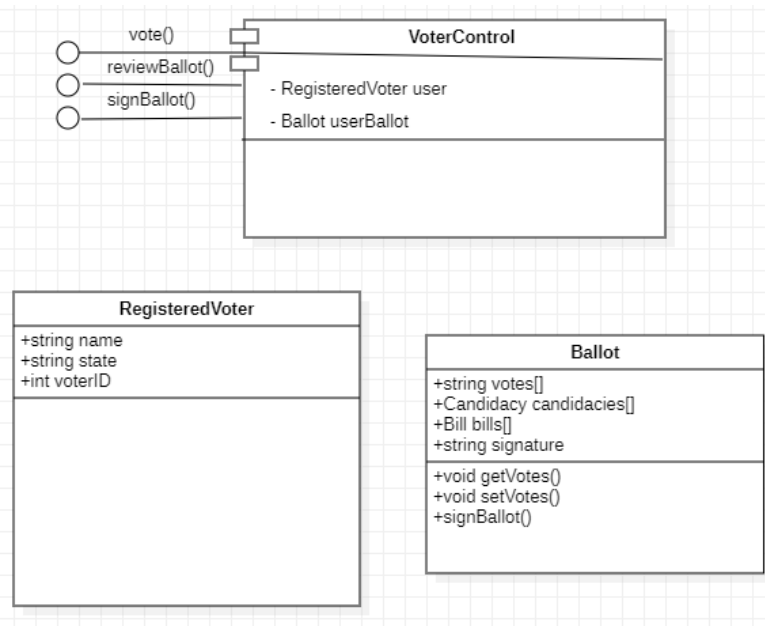 vote()
reviewBallot()
signBallot()
VoterControl
- RegisteredVoter user
- Ballot userBallot
RegisteredVoter
+string name
+string state
+int voterID
Ballot
+string votes[]
+Candidacy candidacies[]
+Bill bills[]
+string signature
+void getVotes()
+void setVotes()
+signBallot()